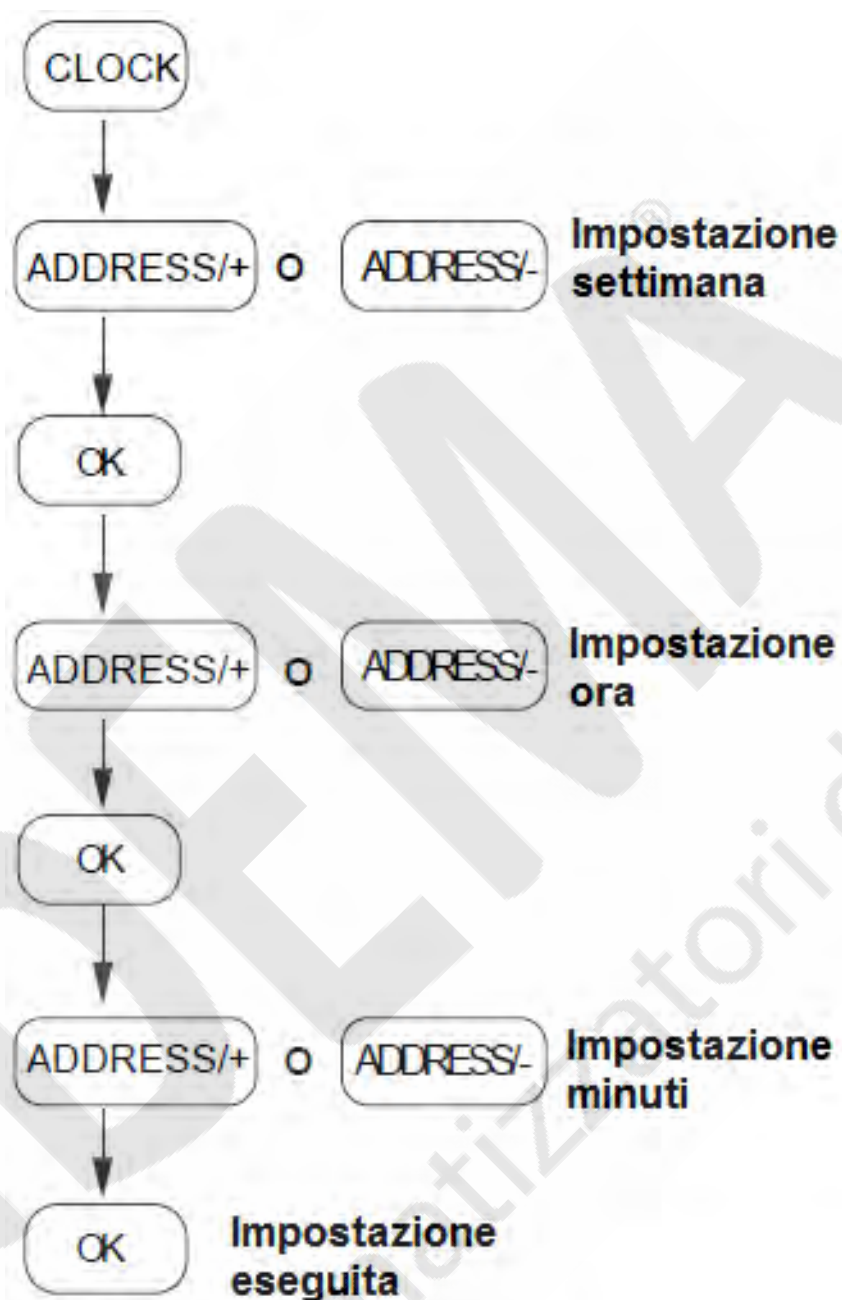 CLOCK
ADDRESS/+ O ADDRESS/- Impostazione
settimana
OK
ADDRESS/+ O ADDRESS/- Impostazione
ora
OK
ADDRESS/+ O ADDRESS/- Impostazione
minuti
OK Impostazione
eseguita